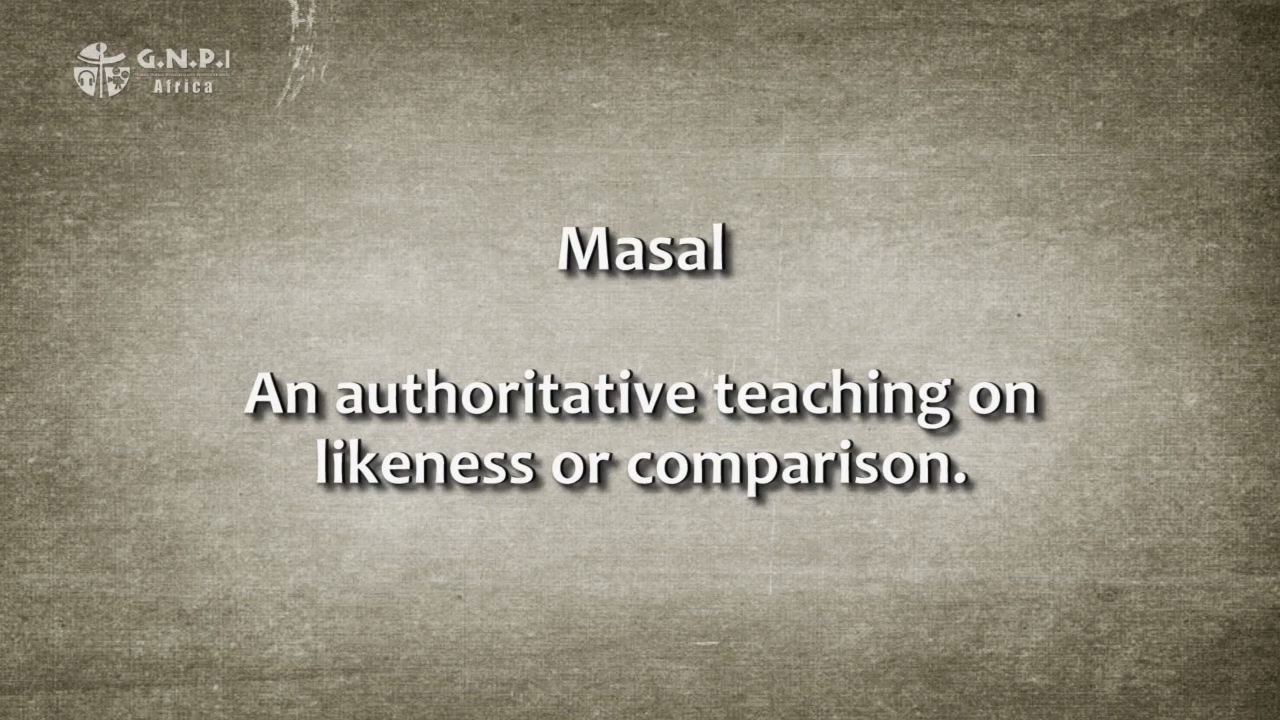 G.N.P.I
Africa
Masal
An authoritative teaching on
likeness or comparison.